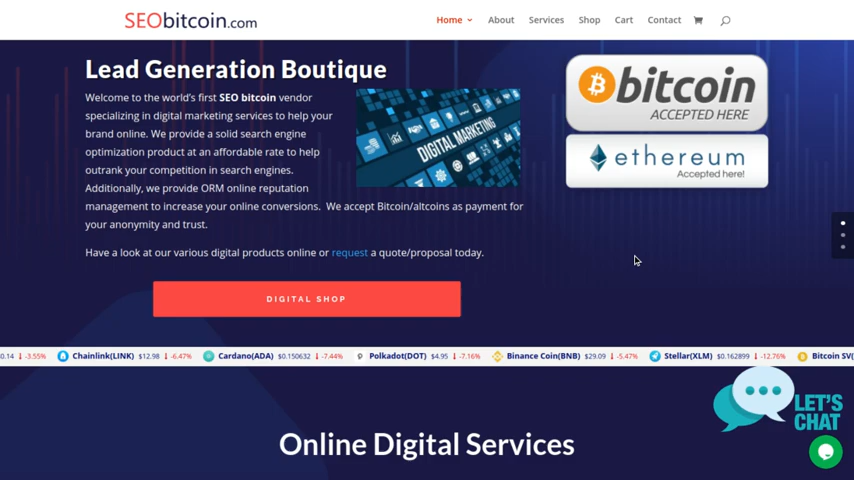 SEObitcoin.com
Home
About
Services
Shop
Cart
Contact
Lead Generation Boutique
Welcome to the world's first SEO bitcoin vendor
specializing in digital marketing services to help your
brand online. We provide a solid search engine
optimization product at an affordable rate to help
outrank your competition in search engines.
Additionally, we provide ORM online reputation
management to increase your online conversions. We accept Bitcoin/altcoins as payment for
your anonymity and trust.
DIGITAL MARKETING
bitcoin
ACCEPTED HERE
ethereum
Accepted here!
Have a look at our various digital products online or request a quote/proposal today.
DIGITAL SHOP
0.14 ↓ -3.55% Chainlink(LINK) $12.98 ↓ -6.47% Cardano(ADA) $0.150632 ↓ -7.44% Polkadot(DOT) $4.95 ↓ -7.16% Binance Coin(BNB) $29.09 ↓ -5.47% Stellar(XLM) $0.162899 ↓ -12.76% Bitcoin SV(
LET'S
CHAT
Online Digital Services